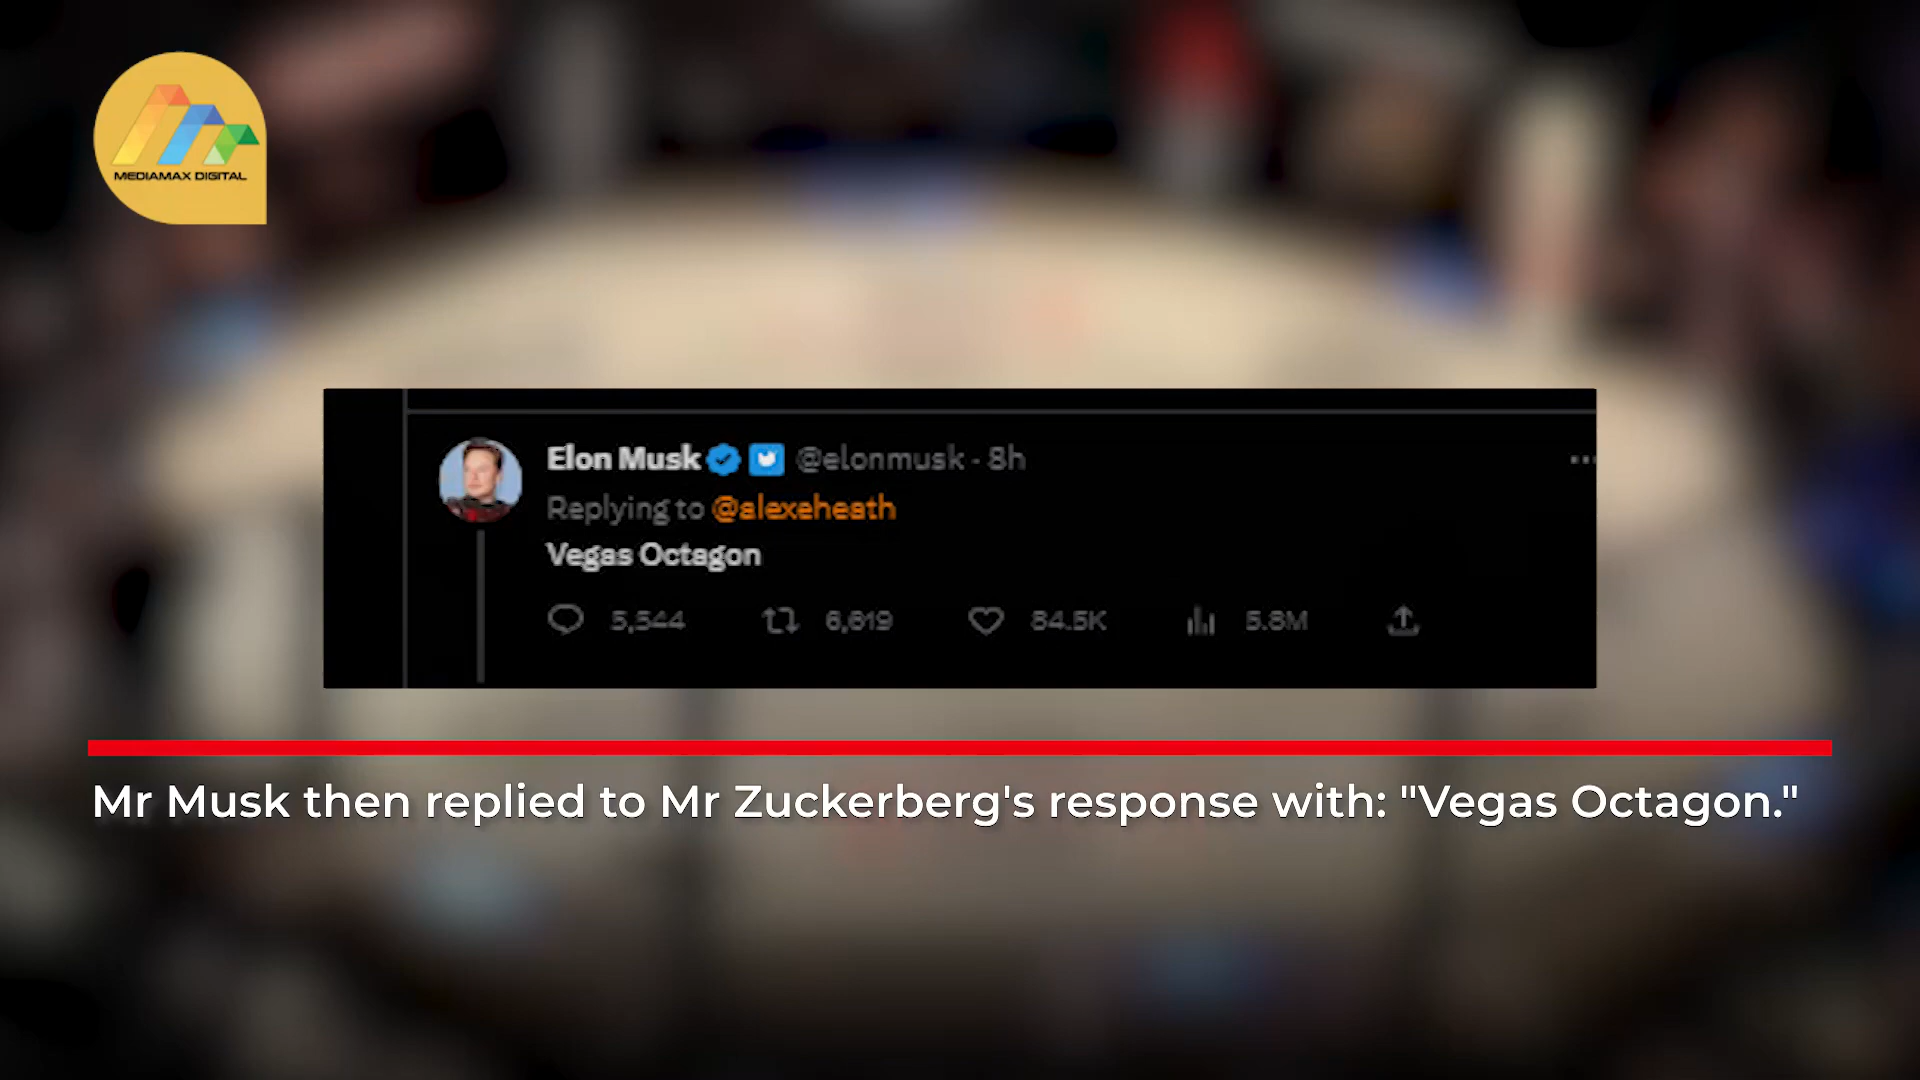 MEDIAMAX DIGITAL
Elon Musk @elonmusk · 8h
Replying to @alexeheath
Vegas Octagon
5,544 6,619 84.5K 5.8M
Mr Musk then replied to Mr Zuckerberg's response with: "Vegas Octagon."